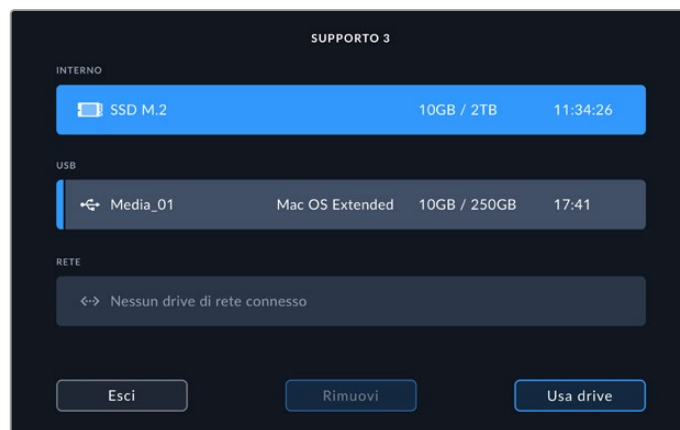 SUPPORTO 3
INTERNO
SSD M.2 10GB / 2TB 11:34:26
USB
Media_01 Mac OS Extended 10GB / 250GB 17:41
RETE
Nessun drive di rete connesso
Esci Rimuovi Usa drive